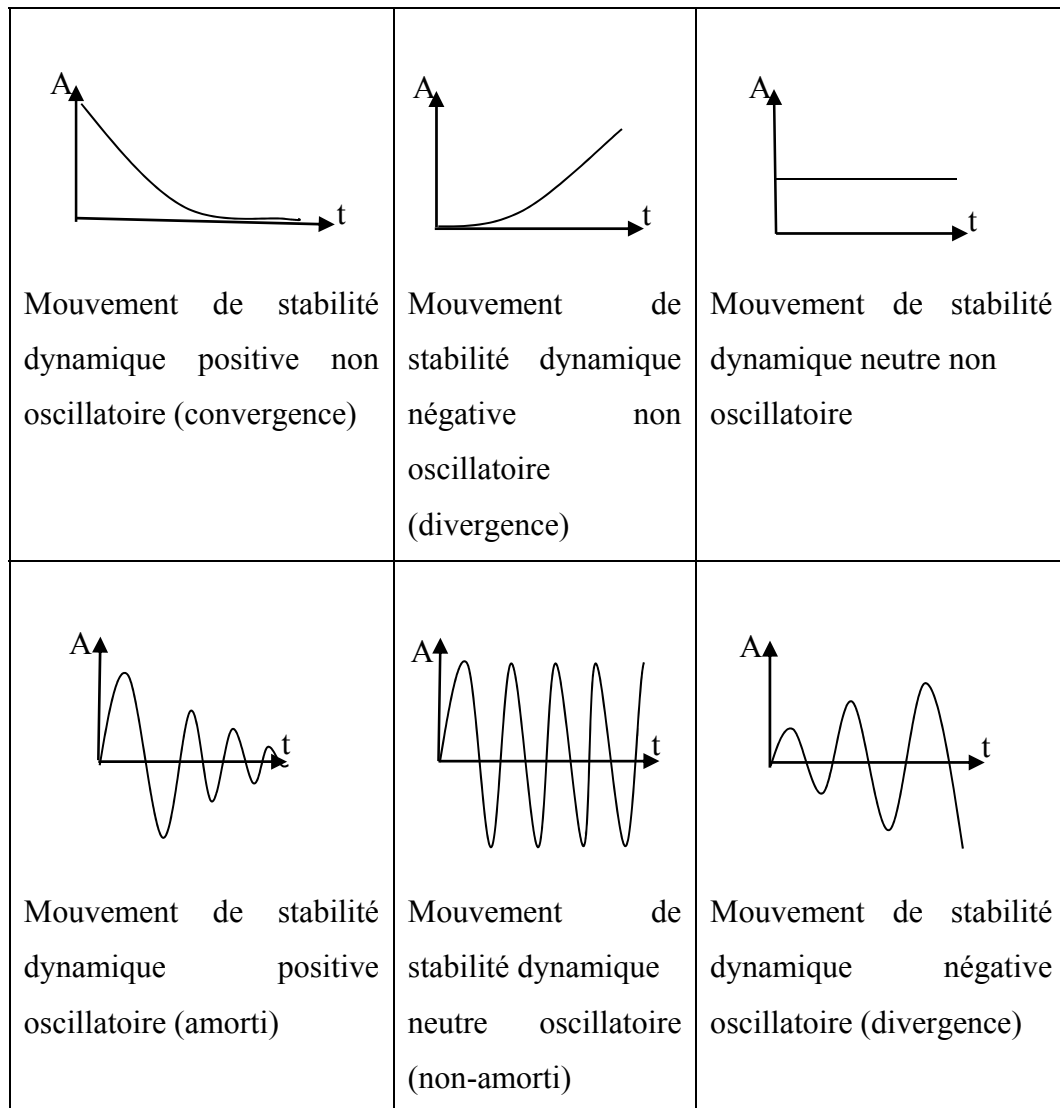 A
t
Mouvement de stabilité
dynamique positive non
oscillatoire (convergence)
A
t
Mouvement de
stabilité dynamique
négative non
oscillatoire
(divergence)
A
t
Mouvement de stabilité
dynamique neutre non
oscillatoire
A
t
Mouvement de stabilité
dynamique positive
oscillatoire (amorti)
A
t
Mouvement de
stabilité dynamique
neutre oscillatoire
(non-amorti)
A
t
Mouvement de stabilité
dynamique négative
oscillatoire (divergence)